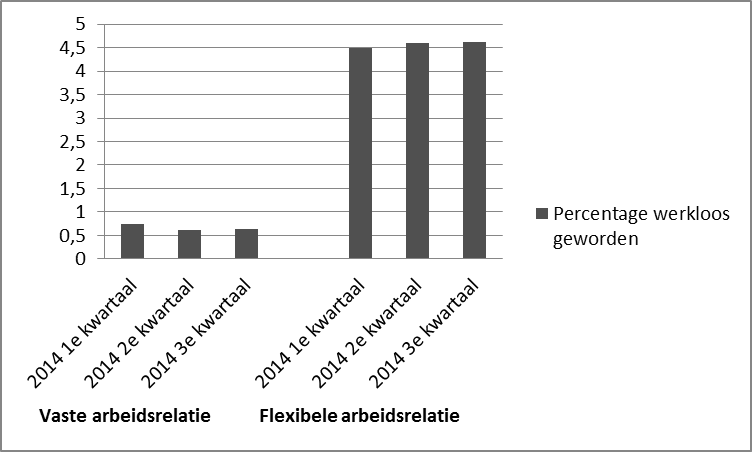 5
4,5
4
3,5
3
2,5
2
1,5
1
0,5
0
2014 1e kwartaal
2014 2e kwartaal
2014 3e kwartaal
2014 1e kwartaal
2014 2e kwartaal
2014 3e kwartaal
Vaste arbeidsrelatie
Flexibele arbeidsrelatie
Percentage werkloos
geworden